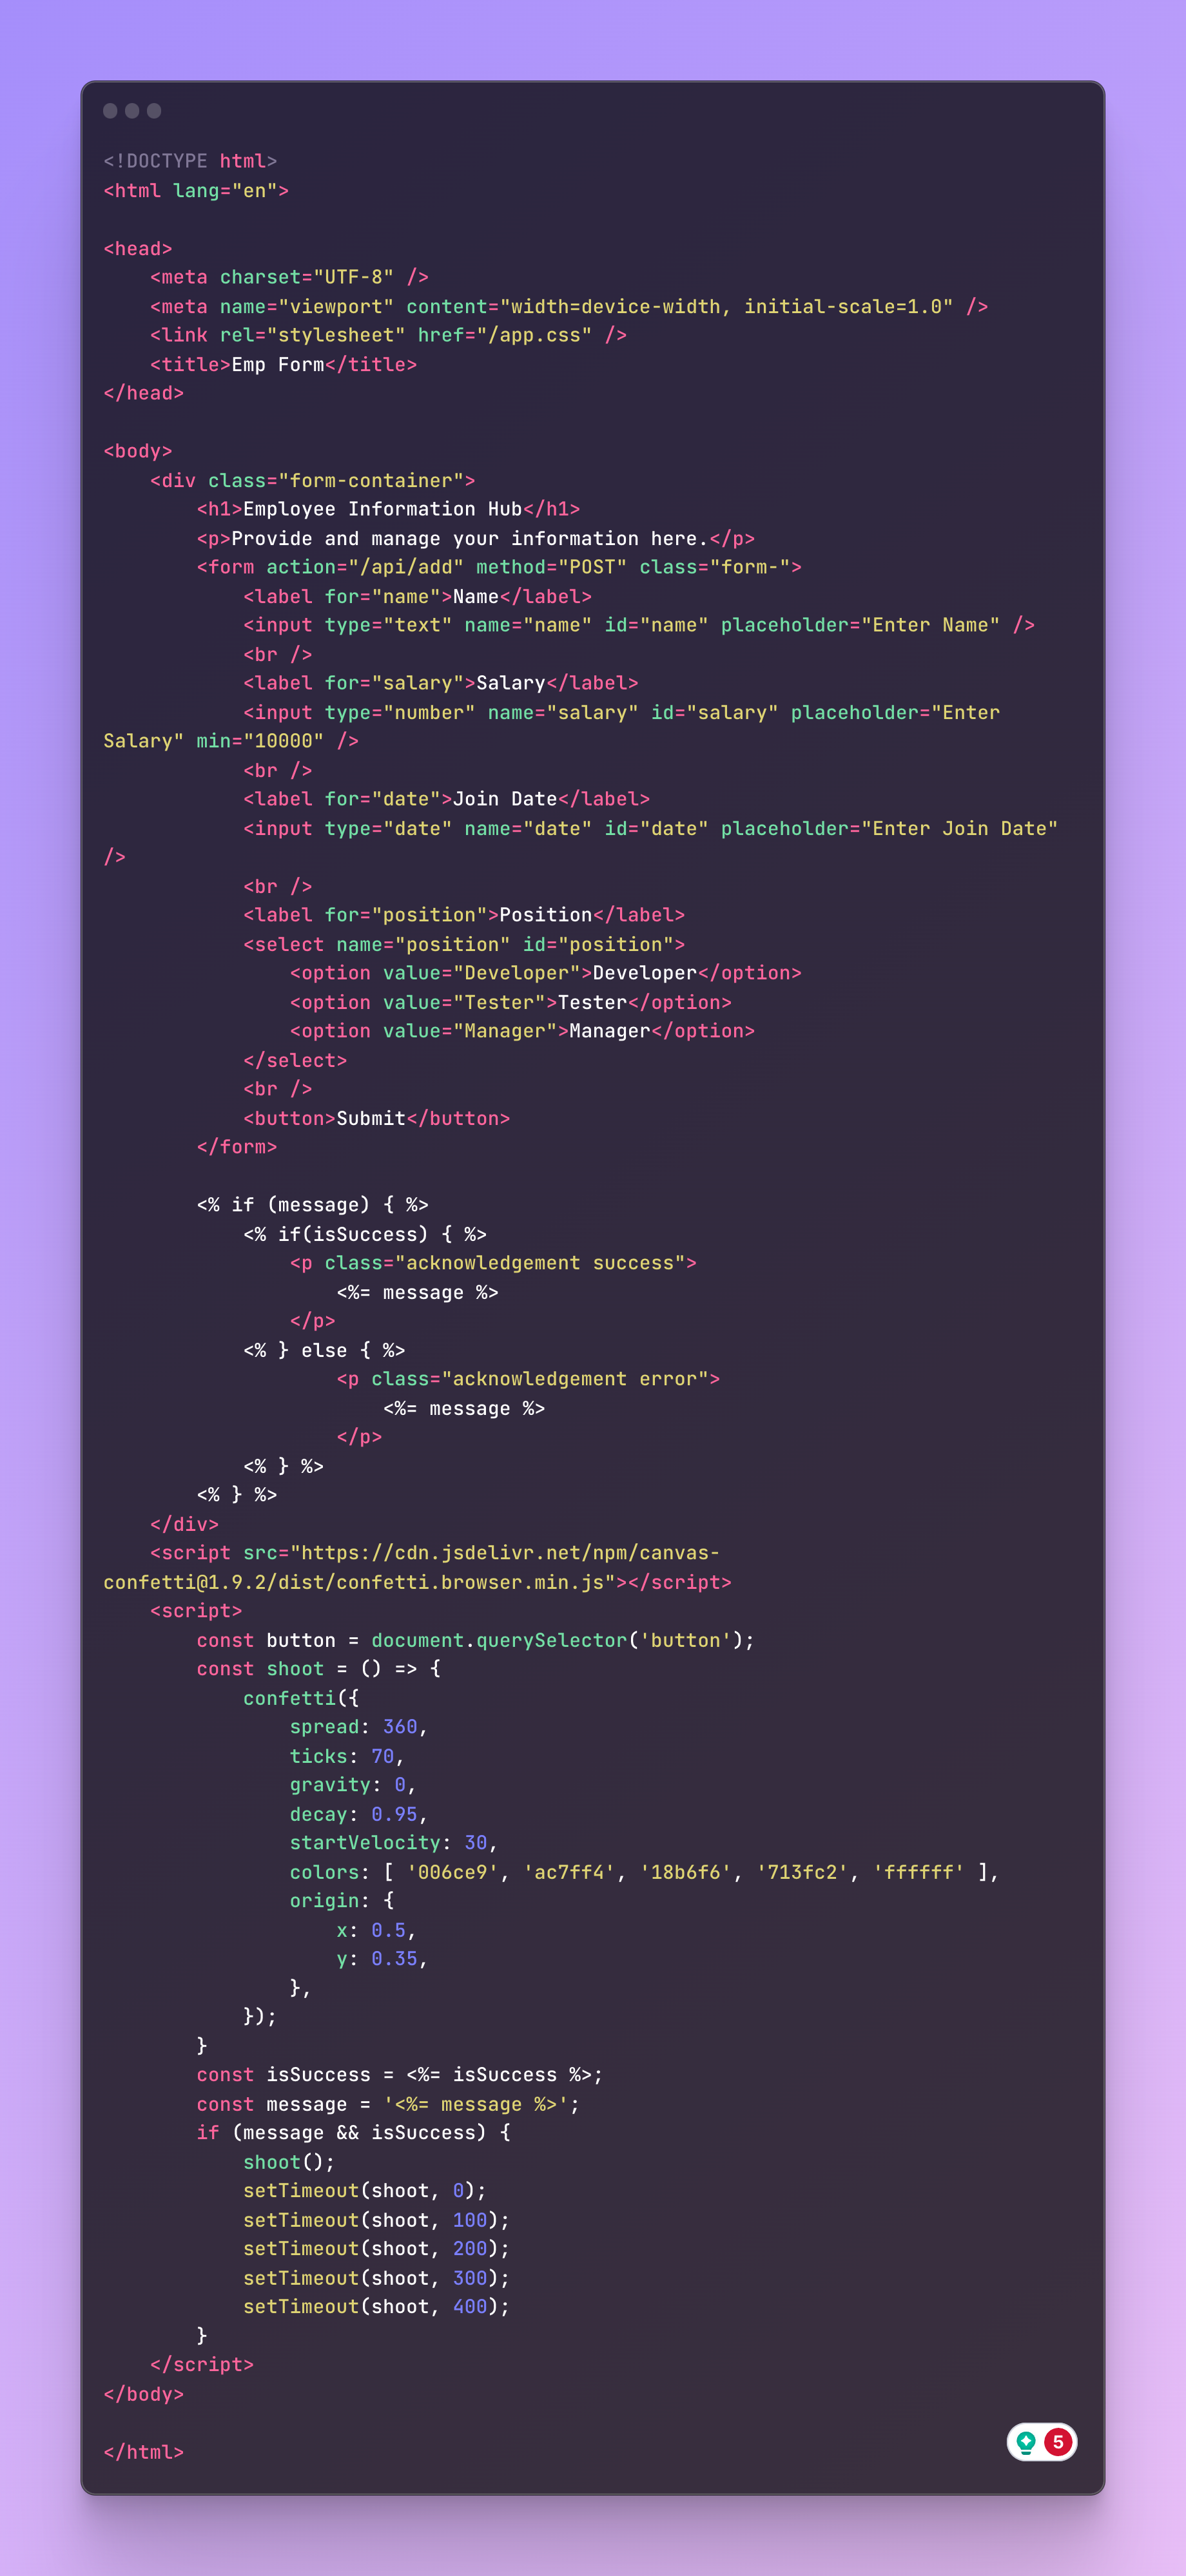 <!DOCTYPE html>
<html lang="en">

<head>
    <meta charset="UTF-8" />
    <meta name="viewport" content="width=device-width, initial-scale=1.0" />
    <link rel="stylesheet" href="/app.css" />
    <title>Emp Form</title>
</head>

<body>
    <div class="form-container">
        <h1>Employee Information Hub</h1>
        <p>Provide and manage your information here.</p>
        <form action="/api/add" method="POST" class="form-">
            <label for="name">Name</label>
            <input type="text" name="name" id="name" placeholder="Enter Name" />
            <br />
            <label for="salary">Salary</label>
            <input type="number" name="salary" id="salary" placeholder="Enter
Salary" min="10000" />
            <br />
            <label for="date">Join Date</label>
            <input type="date" name="date" id="date" placeholder="Enter Join Date"
/>
            <br />
            <label for="position">Position</label>
            <select name="position" id="position">
                <option value="Developer">Developer</option>
                <option value="Tester">Tester</option>
                <option value="Manager">Manager</option>
            </select>
            <br />
            <button>Submit</button>
        </form>

        <% if (message) { %>
            <% if(isSuccess) { %>
                <p class="acknowledgement success">
                    <%= message %>
                </p>
            <% } else { %>
                    <p class="acknowledgement error">
                        <%= message %>
                    </p>
            <% } %>
        <% } %>
    </div>
    <script src="https://cdn.jsdelivr.net/npm/canvas-
confetti@1.9.2/dist/confetti.browser.min.js"></script>
    <script>
        const button = document.querySelector('button');
        const shoot = () => {
            confetti({
                spread: 360,
                ticks: 70,
                gravity: 0,
                decay: 0.95,
                startVelocity: 30,
                colors: [ '006ce9', 'ac7ff4', '18b6f6', '713fc2', 'ffffff' ],
                origin: {
                    x: 0.5,
                    y: 0.35,
                },
            });
        }
        const isSuccess = <%= isSuccess %>;
        const message = '<%= message %>';
        if (message && isSuccess) {
            shoot();
            setTimeout(shoot, 0);
            setTimeout(shoot, 100);
            setTimeout(shoot, 200);
            setTimeout(shoot, 300);
            setTimeout(shoot, 400);
        }
    </script>
</body>

</html>
5